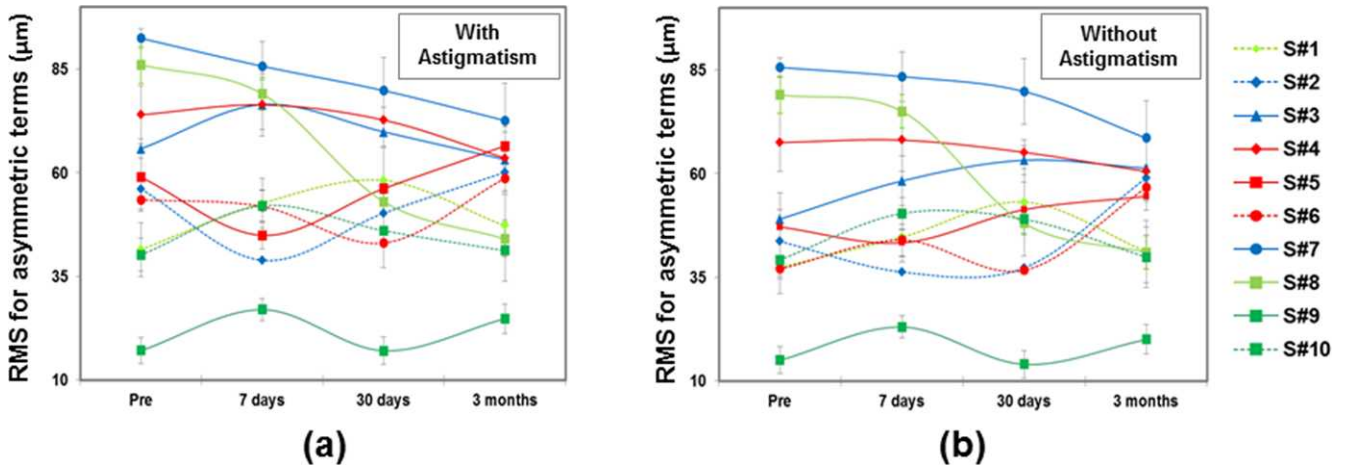 RMS for asymmetric terms (µm)
85
60
35
10
With
Astigmatism
Pre 7 days 30 days 3 months
(a)
RMS for asymmetric terms (µm)
85
60
35
10
Without
Astigmatism
Pre 7 days 30 days 3 months
(b)
S#1
S#2
S#3
S#4
S#5
S#6
S#7
S#8
S#9
S#10